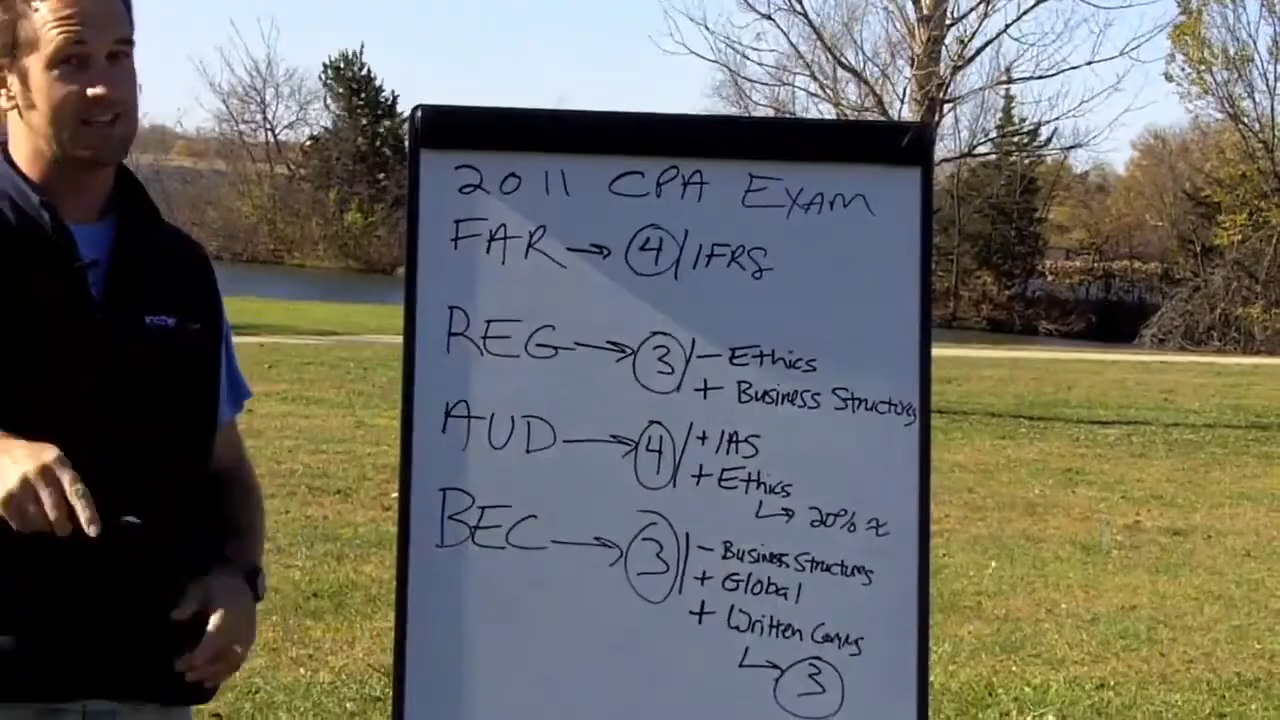 2011 CPA EXAM
FAR → 4 / IFRS
REG → 3 / - Ethics
+ Business Structures
AUD → 4 / + IAS
+ Ethics
↳ 20% ≈
BEC → 3 / - Business Structures
+ Global
+ Written Comms
↳ 3